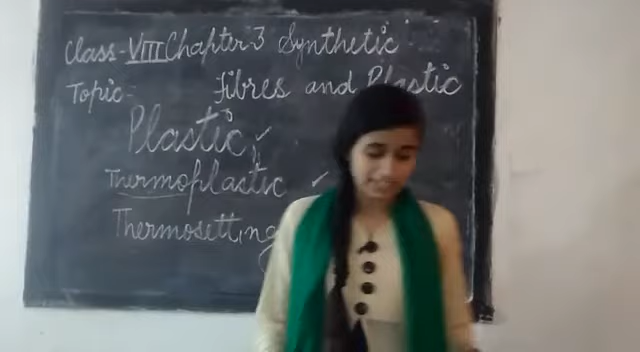 Class-VIII Chapter-3 Synthetic
Topic- Fibres and Plastic
Plastic
Thermoplastic
Thermosetting